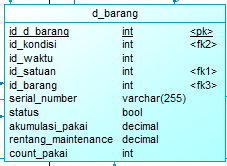 d_barang
id_d_barang int <pk>
id_kondisi int <fk2>
id_waktu int
id_satuan int <fk1>
id_barang int <fk3>
serial_number varchar(255)
status bool
akumulasi_pakai decimal
rentang_maintenance decimal
count_pakai int